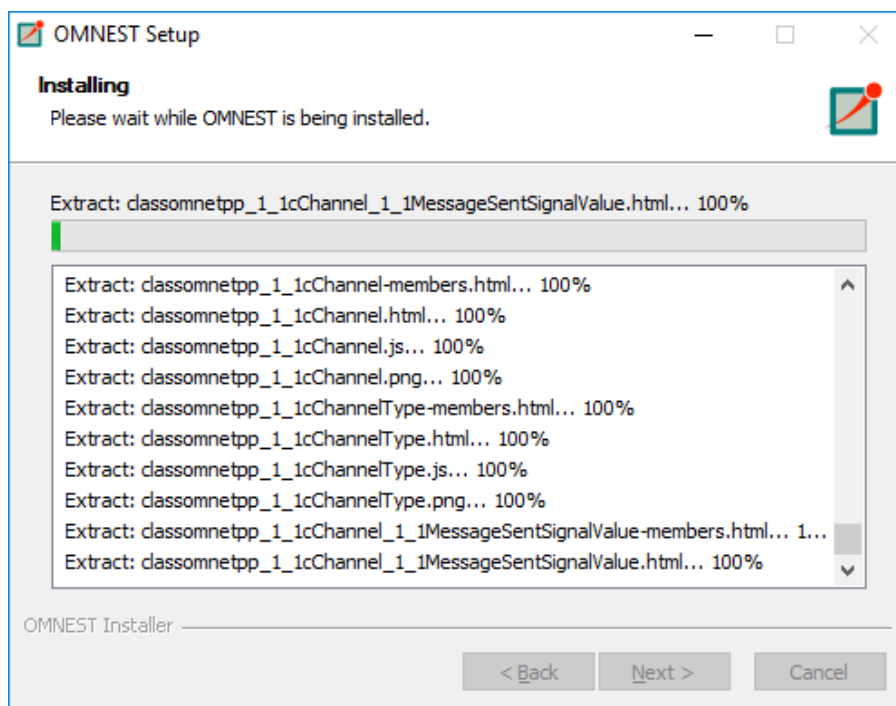 OMNEST Setup
Installing
Please wait while OMNEST is being installed.
Extract: classomnetpp_1_1cChannel_1_1MessageSentSignalValue.html... 100%
Extract: classomnetpp_1_1cChannel-members.html... 100%
Extract: classomnetpp_1_1cChannel.html... 100%
Extract: classomnetpp_1_1cChannel.js... 100%
Extract: classomnetpp_1_1cChannel.png... 100%
Extract: classomnetpp_1_1cChannelType-members.html... 100%
Extract: classomnetpp_1_1cChannelType.html... 100%
Extract: classomnetpp_1_1cChannelType.js... 100%
Extract: classomnetpp_1_1cChannelType.png... 100%
Extract: classomnetpp_1_1cChannel_1_1MessageSentSignalValue-members.html... 1...
Extract: classomnetpp_1_1cChannel_1_1MessageSentSignalValue.html... 100%
OMNEST Installer
< Back Next > Cancel